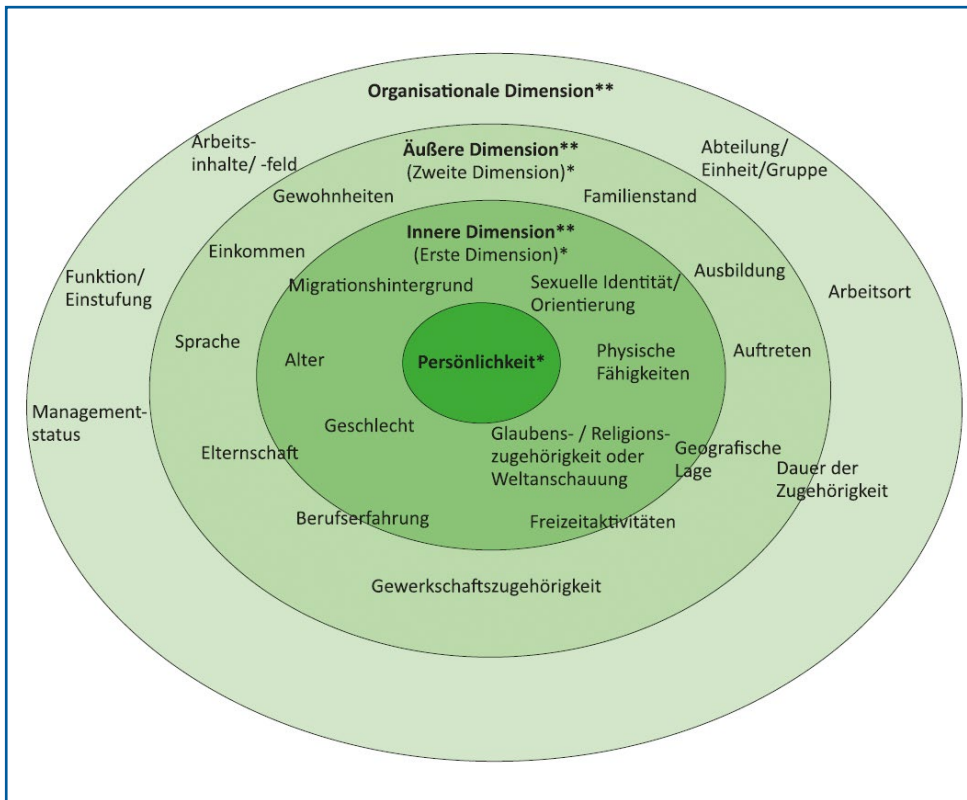 Organisationale Dimension**
Arbeits-
inhalte/ -feld
Abteilung/
Einheit/Gruppe
Äußere Dimension**
(Zweite Dimension)*
Gewohnheiten
Familienstand
Innere Dimension**
(Erste Dimension)*
Einkommen
Ausbildung
Funktion/
Einstufung
Migrationshintergrund
Sexuelle Identität/
Orientierung
Arbeitsort
Sprache
Alter
Persönlichkeit*
Physische
Fähigkeiten
Auftreten
Management-
status
Geschlecht
Glaubens- / Religions-
zugehörigkeit oder
Weltanschauung
Elternschaft
Geografische
Lage
Dauer der
Zugehörigkeit
Berufserfahrung
Freizeitaktivitäten
Gewerkschaftszugehörigkeit